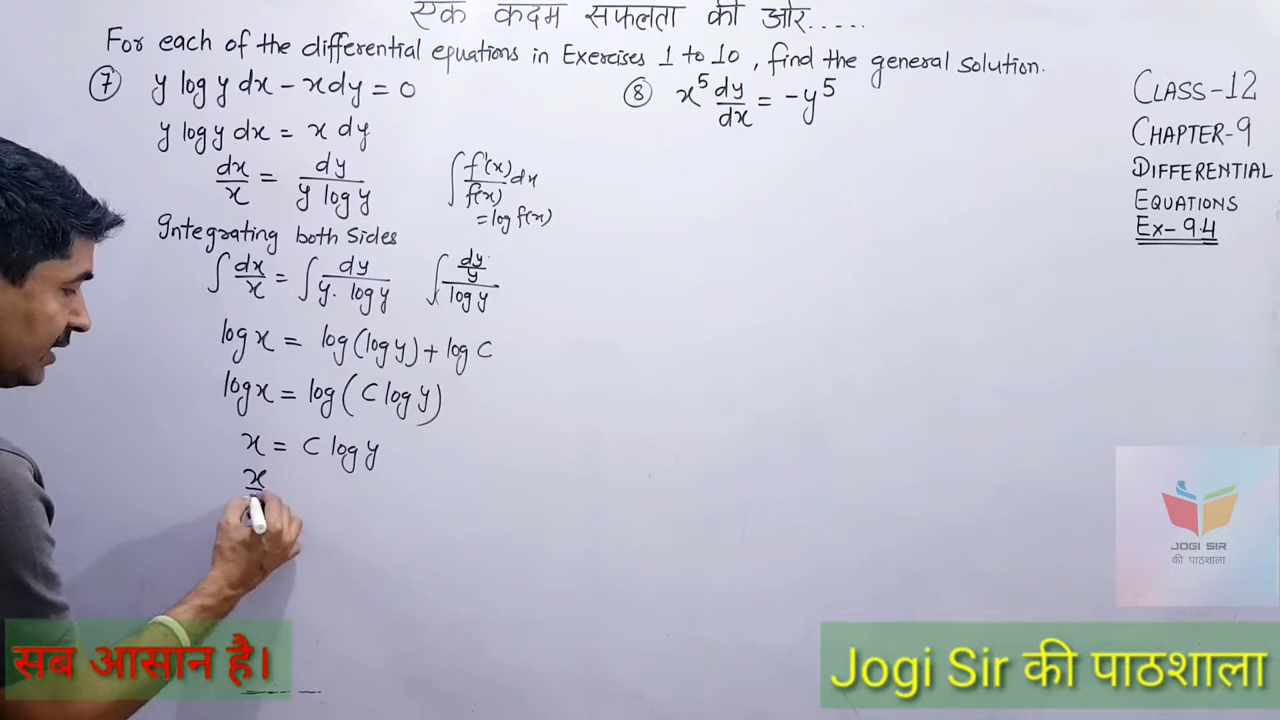 एक कदम सफलता की ओर.....
For each of the differential equations in Exercises 1 to 10, find the general solution.
⑦ y log y dx − x dy = 0
y log y dx = x dy
dx/x = dy/(y log y)
∫ f'(x)/f(x) dx
= log f(x)
Integrating both sides
∫ dx/x = ∫ dy/(y. log y)
∫ (dy/y)/(log y)
log x = log(log y) + log C
log x = log(C log y)
x = C log y
x
⑧ x⁵ dy/dx = −y⁵
CLASS-12
CHAPTER-9
DIFFERENTIAL
EQUATIONS
Ex-9.4
JOGI SIR
की पाठशाला
सब आसान है।
Jogi Sir की पाठशाला